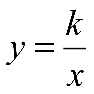 y = k/x